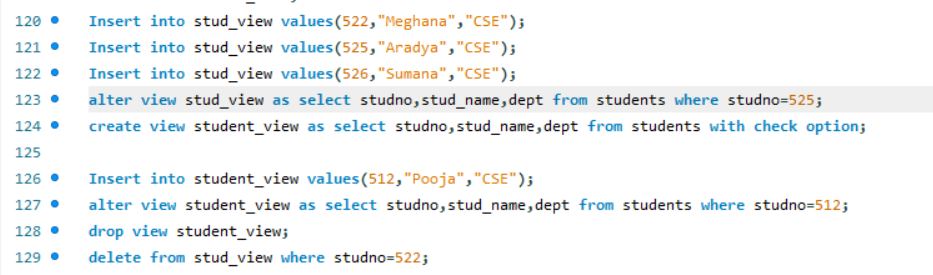 120 Insert into stud_view values(522,"Meghana","CSE");
121 Insert into stud_view values(525,"Aradya","CSE");
122 Insert into stud_view values(526,"Sumana","CSE");
123 alter view stud_view as select studno,stud_name,dept from students where studno=525;
124 create view student_view as select studno,stud_name,dept from students with check option;
125
126 Insert into student_view values(512,"Pooja","CSE");
127 alter view student_view as select studno,stud_name,dept from students where studno=512;
128 drop view student_view;
129 delete from stud_view where studno=522;